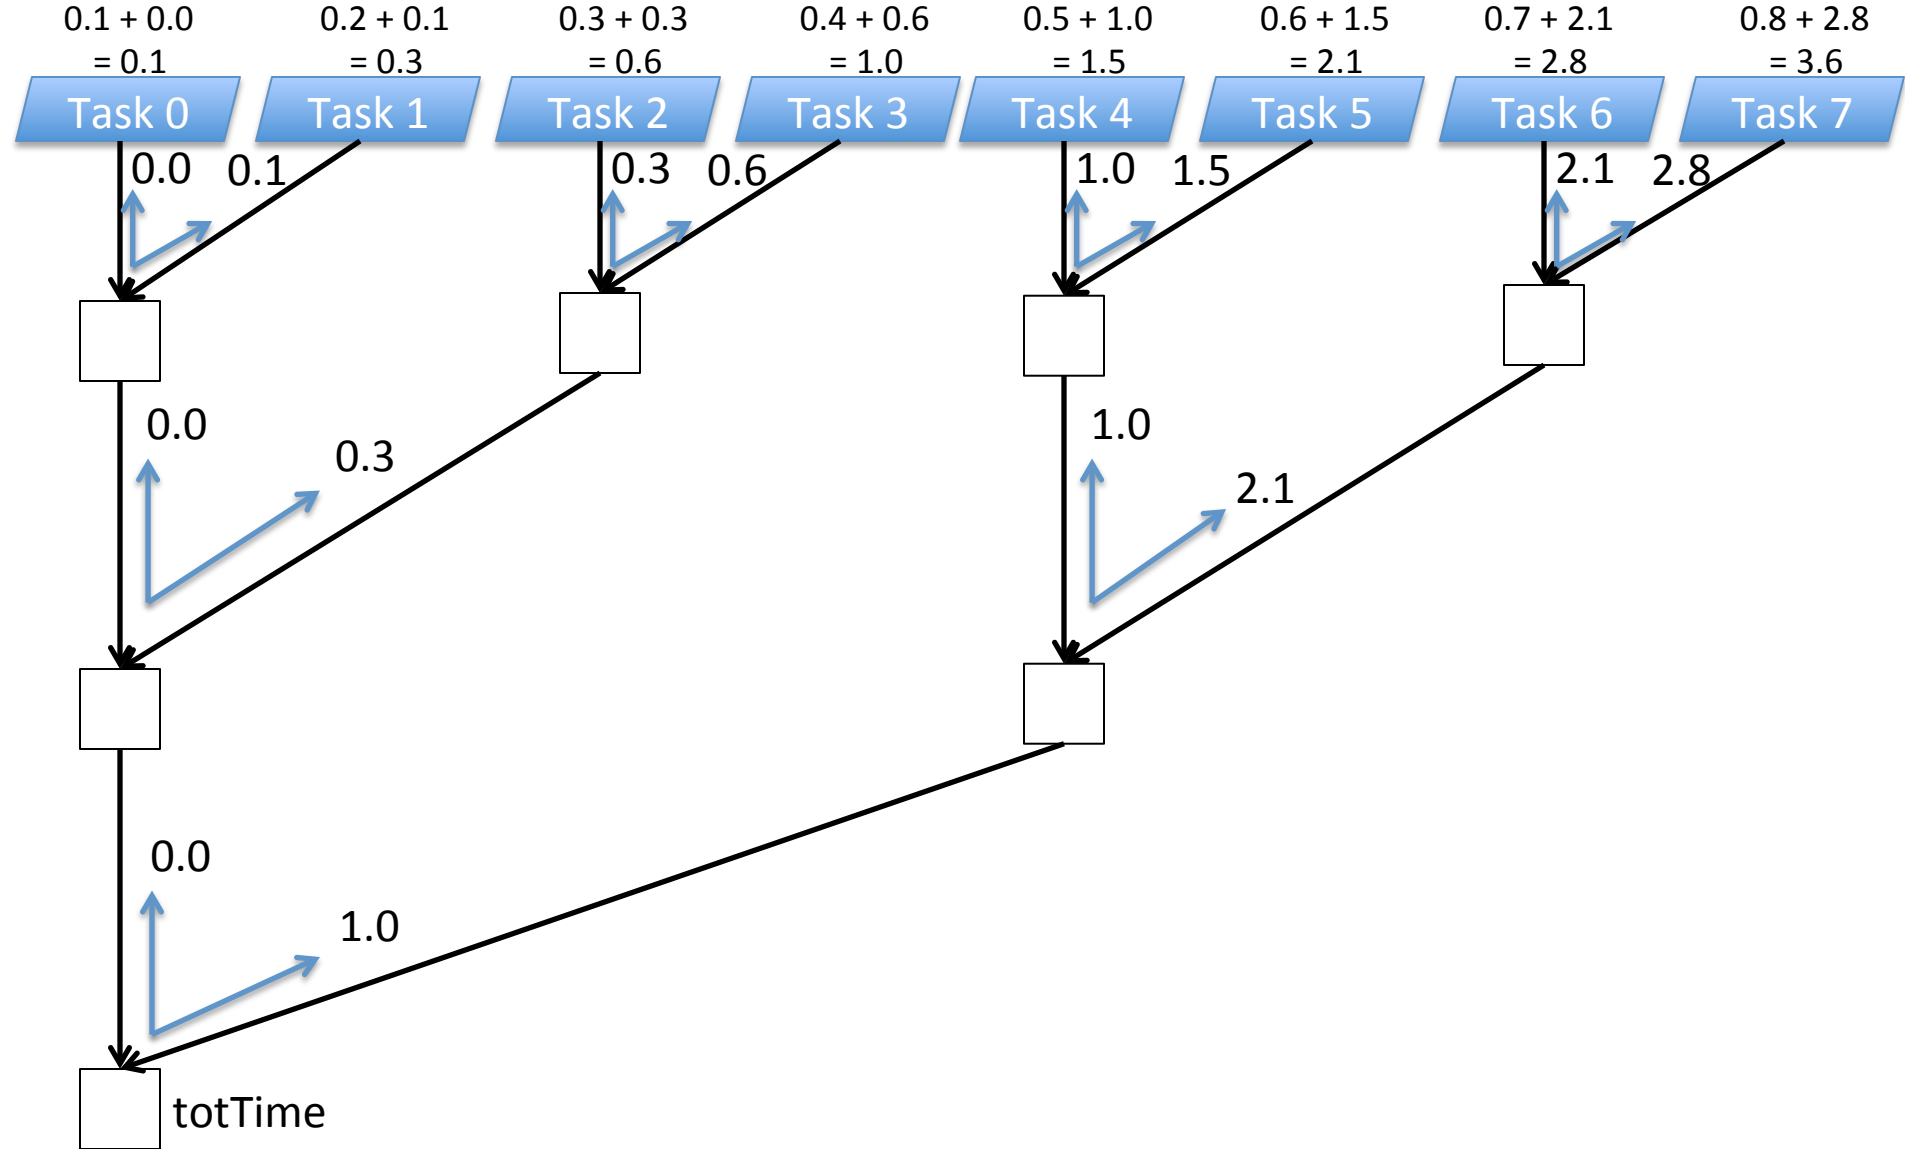 0.1 + 0.0
= 0.1
0.2 + 0.1
= 0.3
0.3 + 0.3
= 0.6
0.4 + 0.6
= 1.0
0.5 + 1.0
= 1.5
0.6 + 1.5
= 2.1
0.7 + 2.1
= 2.8
0.8 + 2.8
= 3.6
Task 0
Task 1
Task 2
Task 3
Task 4
Task 5
Task 6
Task 7
0.0
0.1
0.3
0.6
1.0
1.5
2.1
2.8
0.0
0.3
1.0
2.1
0.0
1.0
totTime